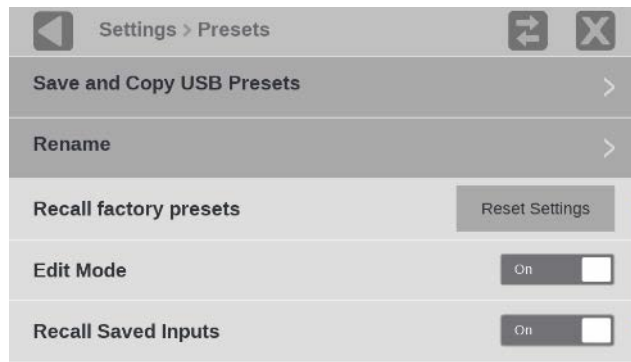 Settings > Presets
Save and Copy USB Presets
Rename
Recall factory presets Reset Settings
Edit Mode On
Recall Saved Inputs On